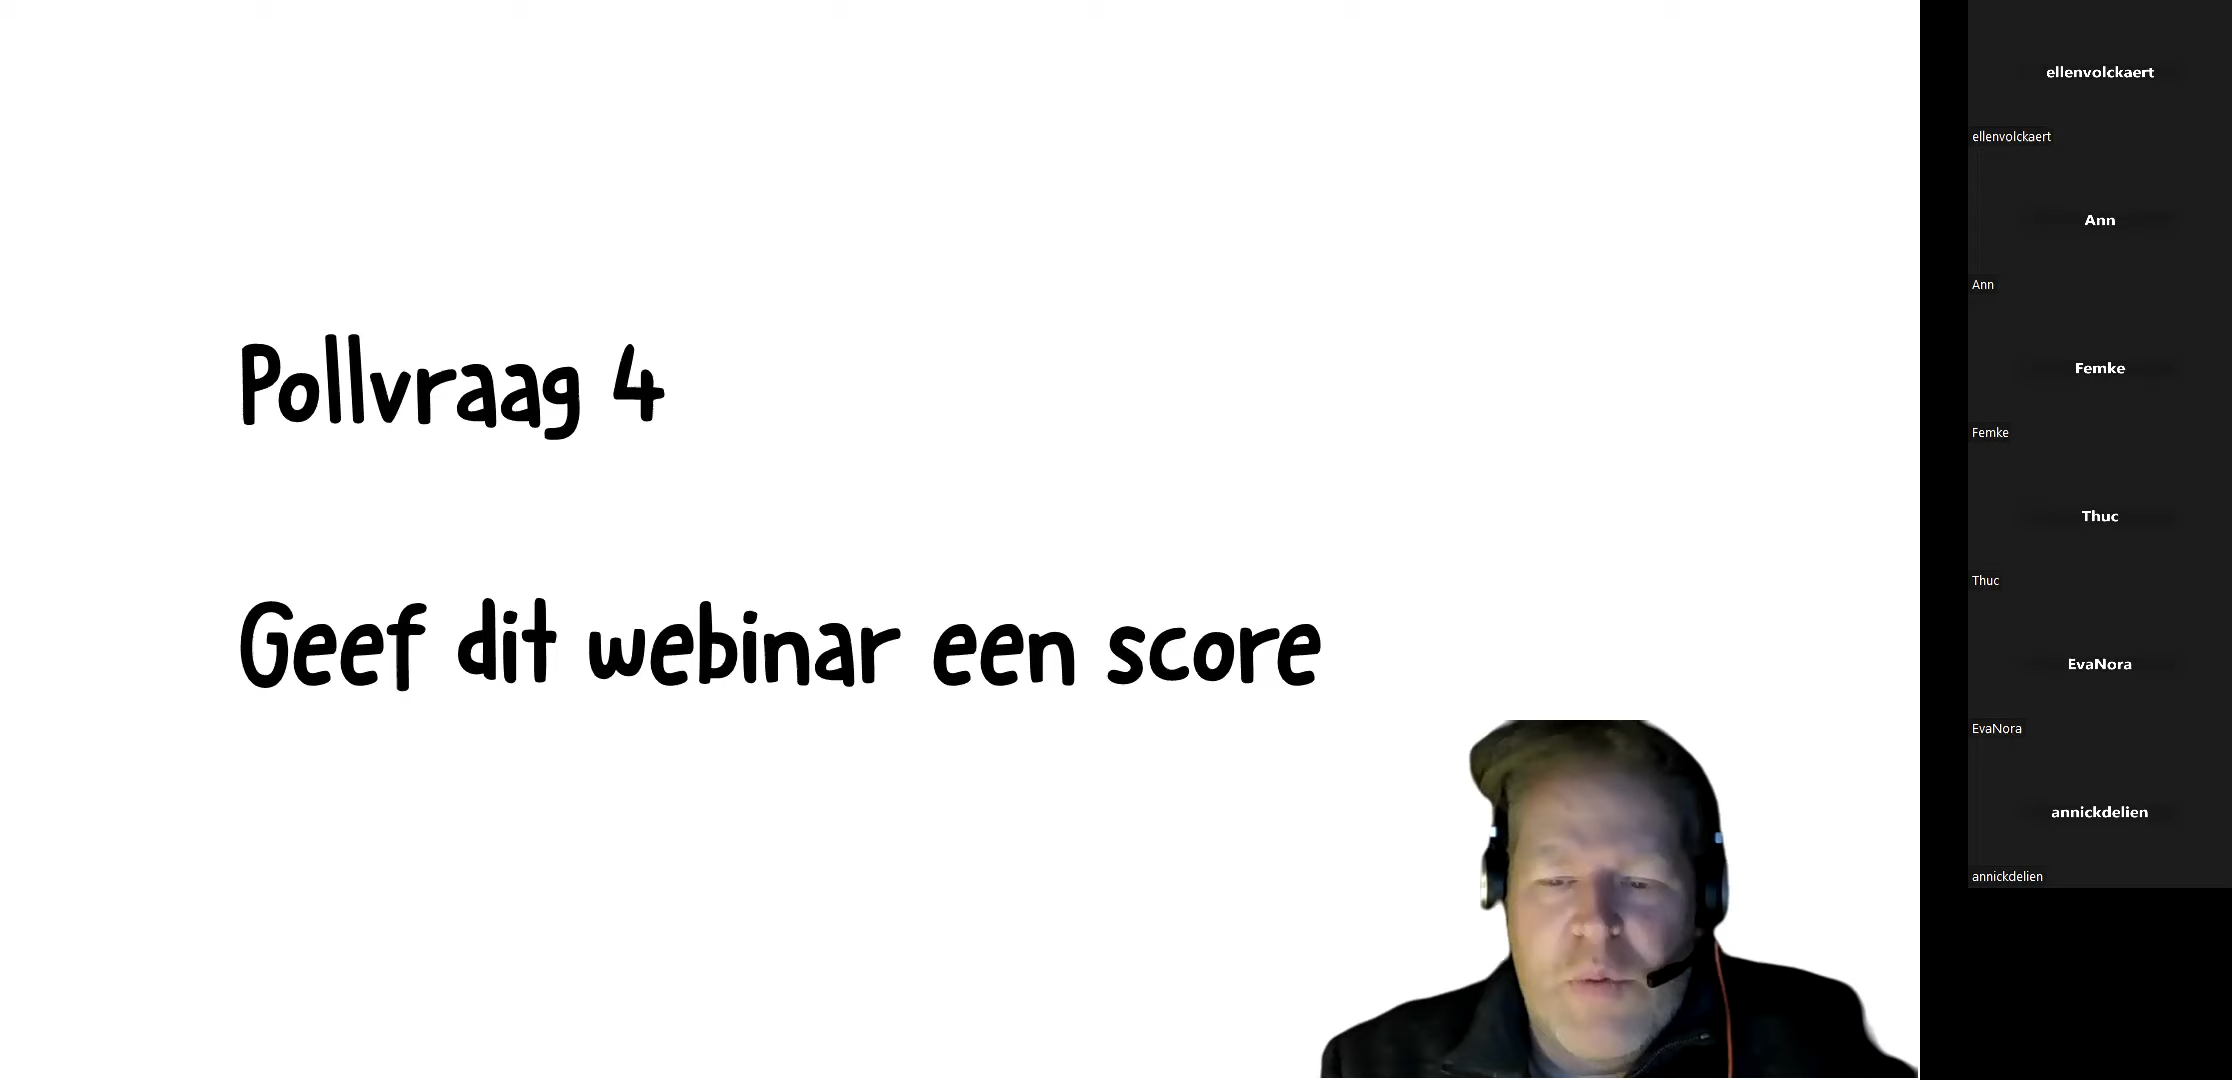 Pollvraag 4
Geef dit webinar een score
ellenvolckaert
ellenvolckaert
Ann
Ann
Femke
Femke
Thuc
Thuc
EvaNora
EvaNora
annickdelien
annickdelien